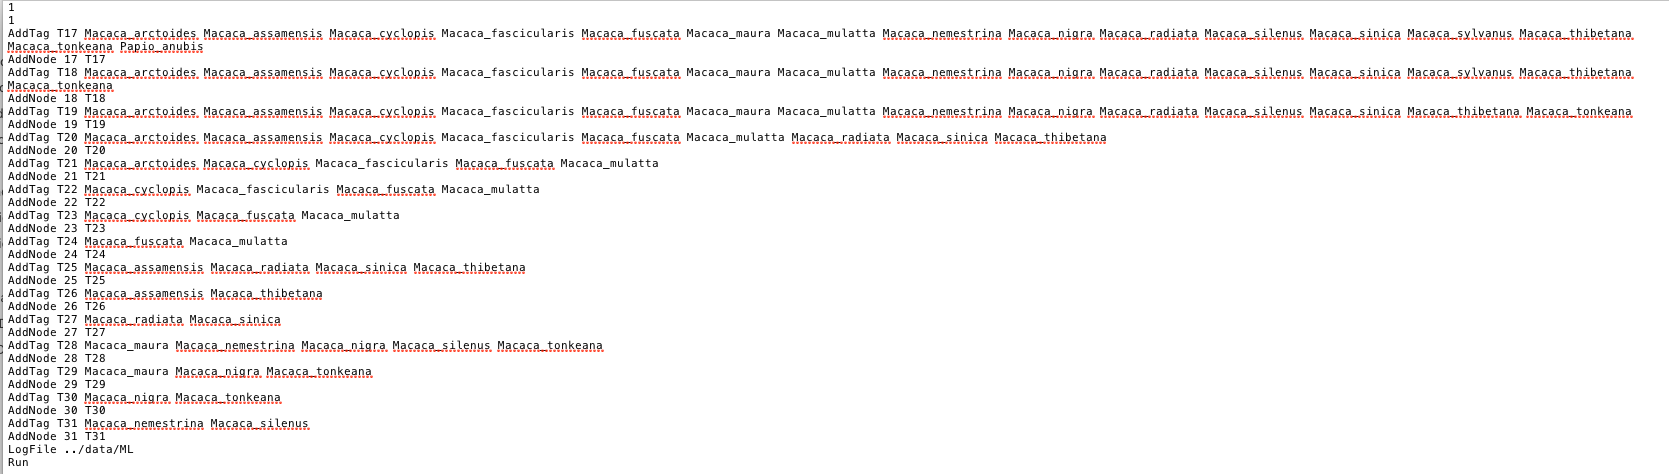 1
1
AddTag T17 Macaca_arctoides Macaca_assamensis Macaca_cyclopis Macaca_fascicularis Macaca_fuscata Macaca_maura Macaca_mulatta Macaca_nemestrina Macaca_nigra Macaca_radiata Macaca_silenus Macaca_sinica Macaca_sylvanus Macaca_thibetana
Macaca_tonkeana Papio_anubis
AddNode 17 T17
AddTag T18 Macaca_arctoides Macaca_assamensis Macaca_cyclopis Macaca_fascicularis Macaca_fuscata Macaca_maura Macaca_mulatta Macaca_nemestrina Macaca_nigra Macaca_radiata Macaca_silenus Macaca_sinica Macaca_sylvanus Macaca_thibetana
Macaca_tonkeana
AddNode 18 T18
AddTag T19 Macaca_arctoides Macaca_assamensis Macaca_cyclopis Macaca_fascicularis Macaca_fuscata Macaca_maura Macaca_mulatta Macaca_nemestrina Macaca_nigra Macaca_radiata Macaca_silenus Macaca_sinica Macaca_thibetana Macaca_tonkeana
AddNode 19 T19
AddTag T20 Macaca_arctoides Macaca_assamensis Macaca_cyclopis Macaca_fascicularis Macaca_fuscata Macaca_mulatta Macaca_radiata Macaca_sinica Macaca_thibetana
AddNode 20 T20
AddTag T21 Macaca_arctoides Macaca_cyclopis Macaca_fascicularis Macaca_fuscata Macaca_mulatta
AddNode 21 T21
AddTag T22 Macaca_cyclopis Macaca_fascicularis Macaca_fuscata Macaca_mulatta
AddNode 22 T22
AddTag T23 Macaca_cyclopis Macaca_fuscata Macaca_mulatta
AddNode 23 T23
AddTag T24 Macaca_fuscata Macaca_mulatta
AddNode 24 T24
AddTag T25 Macaca_assamensis Macaca_radiata Macaca_sinica Macaca_thibetana
AddNode 25 T25
AddTag T26 Macaca_assamensis Macaca_thibetana
AddNode 26 T26
AddTag T27 Macaca_radiata Macaca_sinica
AddNode 27 T27
AddTag T28 Macaca_maura Macaca_nemestrina Macaca_nigra Macaca_silenus Macaca_tonkeana
AddNode 28 T28
AddTag T29 Macaca_maura Macaca_nigra Macaca_tonkeana
AddNode 29 T29
AddTag T30 Macaca_nigra Macaca_tonkeana
AddNode 30 T30
AddTag T31 Macaca_nemestrina Macaca_silenus
AddNode 31 T31
LogFile ../data/ML
Run